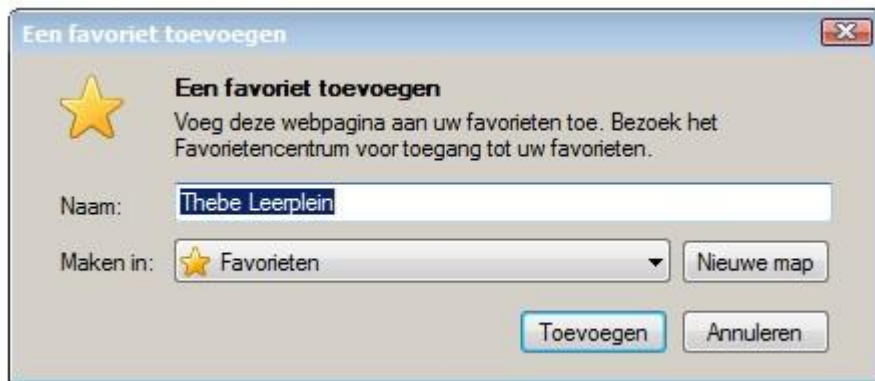 Een favoriet toevoegen
Een favoriet toevoegen
Voeg deze webpagina aan uw favorieten toe. Bezoek het
Favorietencentrum voor toegang tot uw favorieten.
Naam: Thebe Leerplein
Maken in: Favorieten Nieuwe map
Toevoegen Annuleren